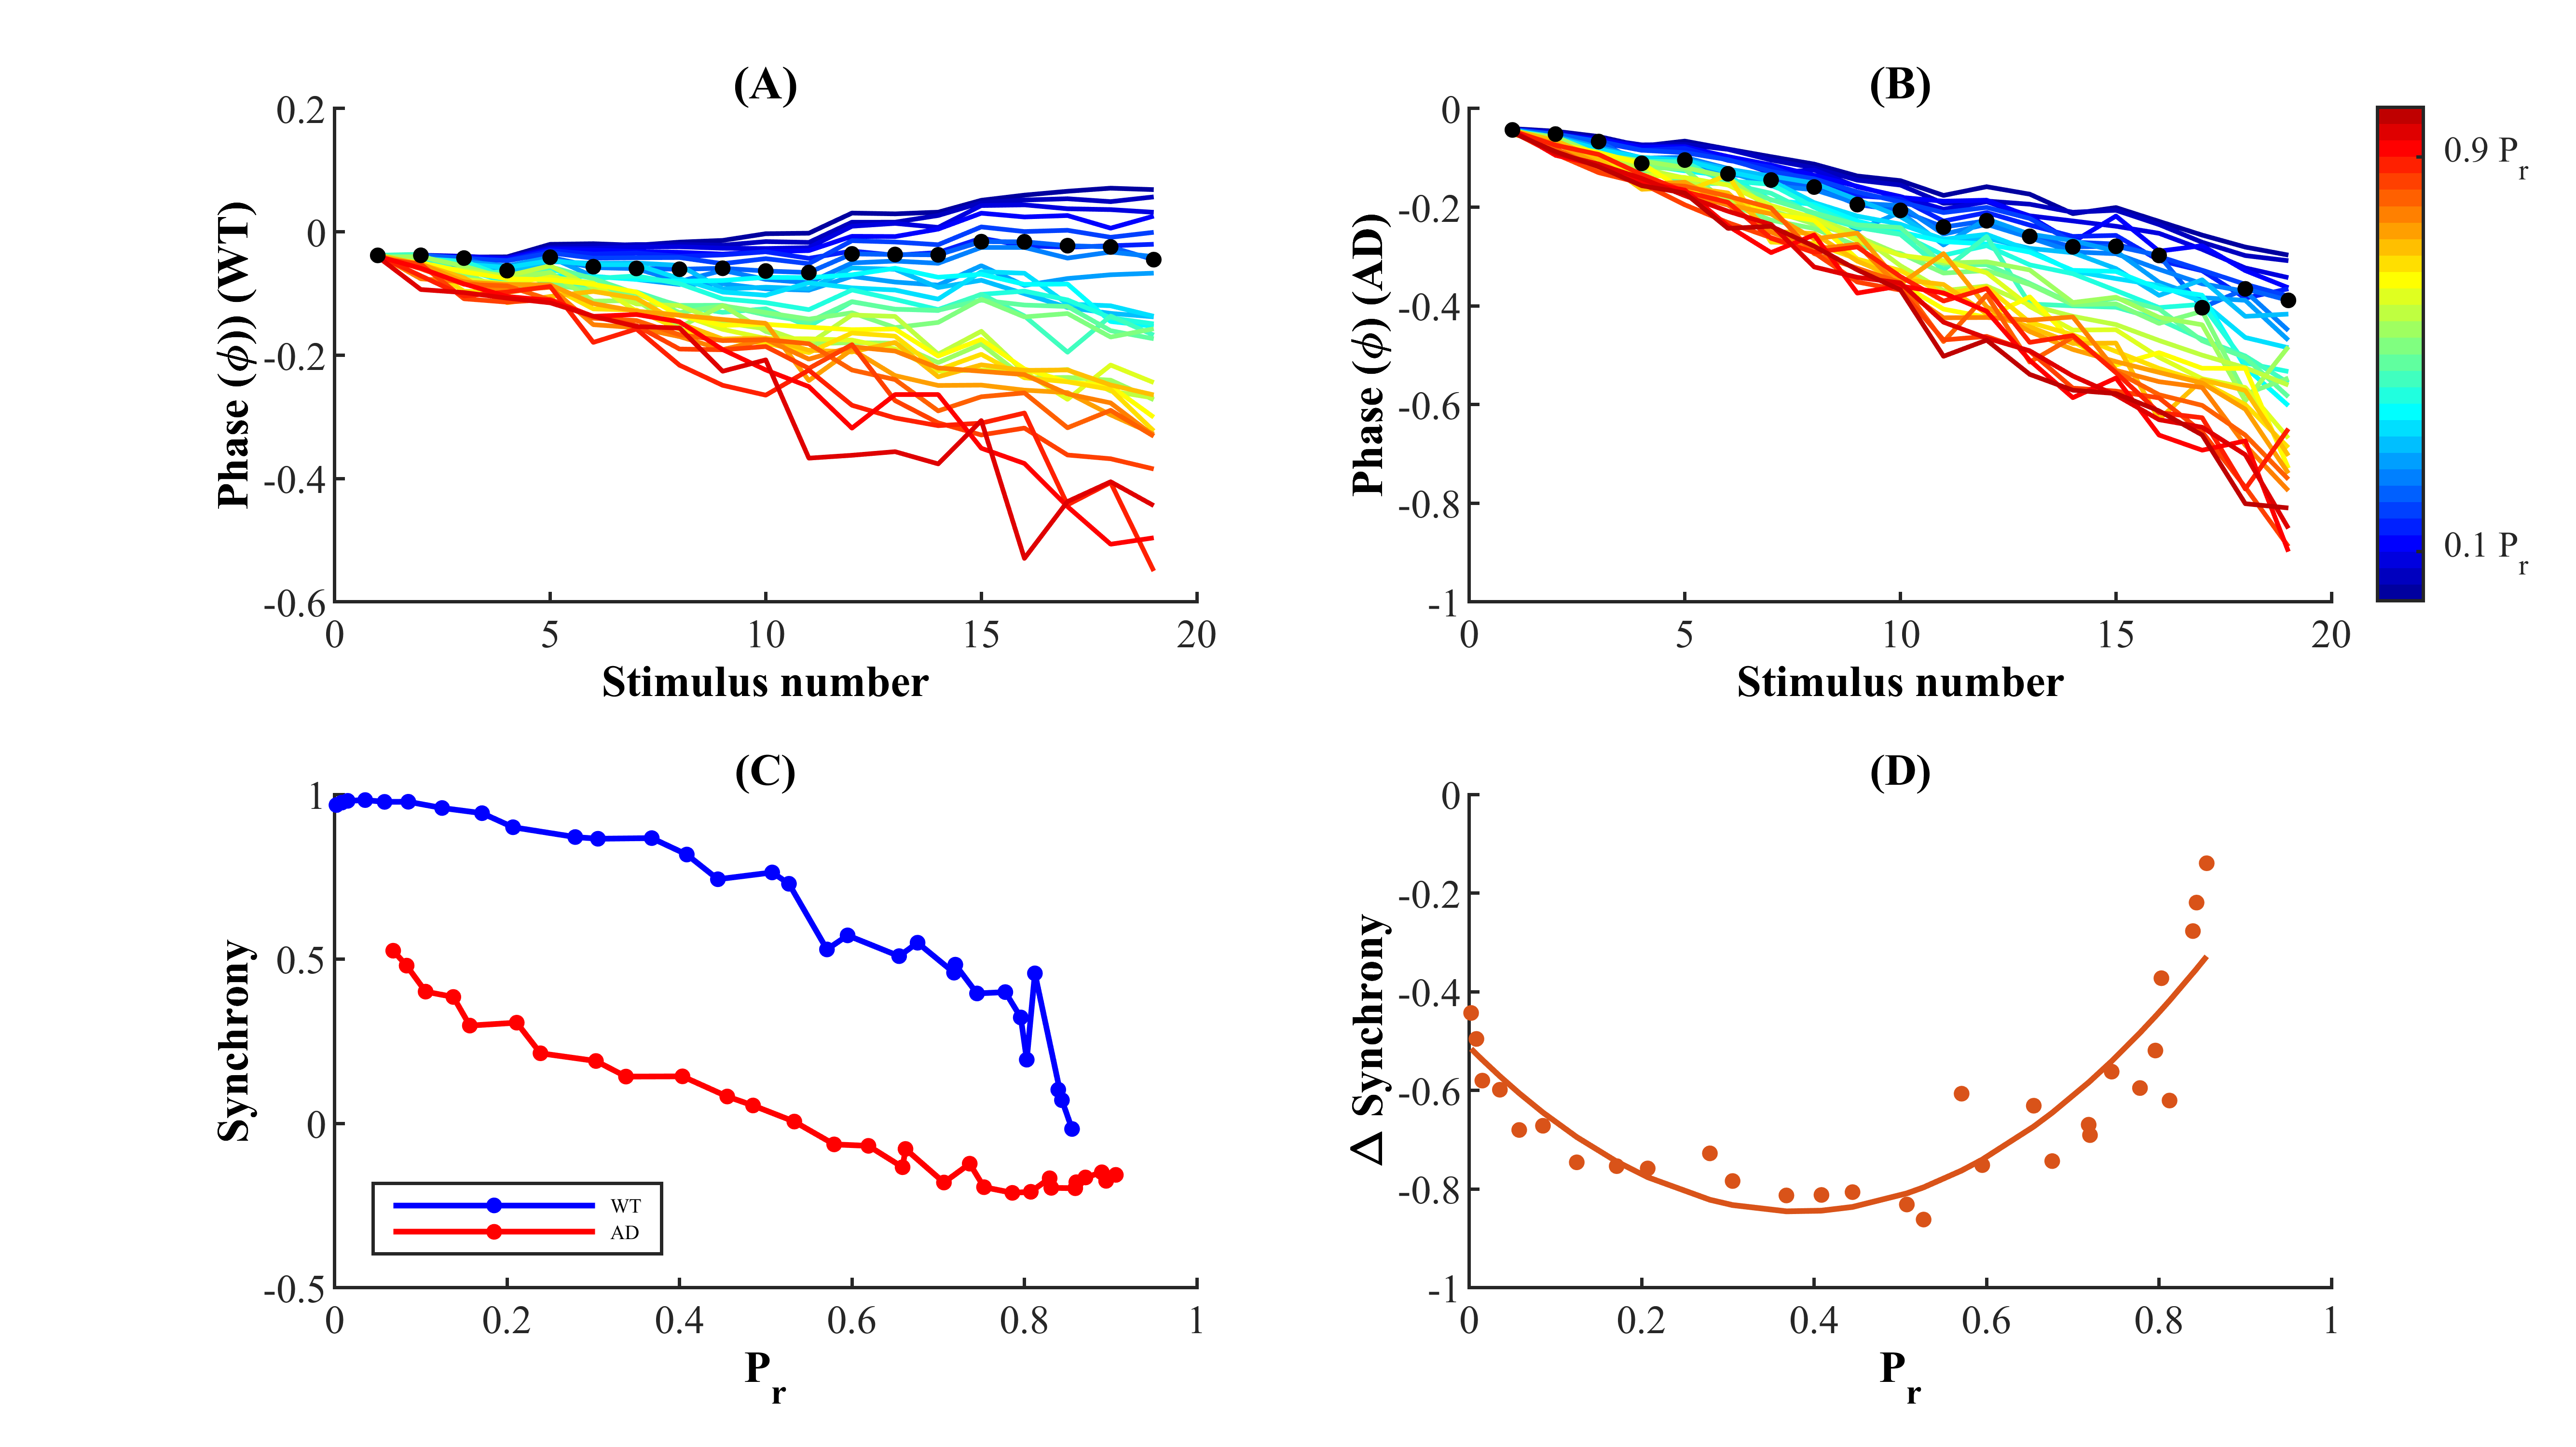 (A)
0.2
0
-0.2
-0.4
-0.6
Phase (ϕ)) (WT)
0 5 10 15 20
Stimulus number
(B)
0
-0.2
-0.4
-0.6
-0.8
-1
Phase (ϕ)) (AD)
0 5 10 15 20
Stimulus number
0.9 P_r
0.1 P_r
(C)
1
0.5
0
-0.5
Synchrony
WT
AD
0 0.2 0.4 0.6 0.8 1
P_r
(D)
0
-0.2
-0.4
-0.6
-0.8
-1
Δ Synchrony
0 0.2 0.4 0.6 0.8 1
P_r